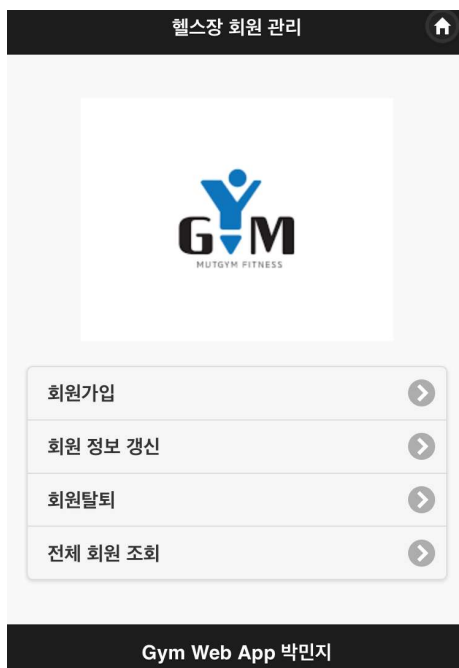 헬스장 회원 관리
GYM
MUTGYM FITNESS
회원가입
회원 정보 갱신
회원탈퇴
전체 회원 조회
Gym Web App 박민지